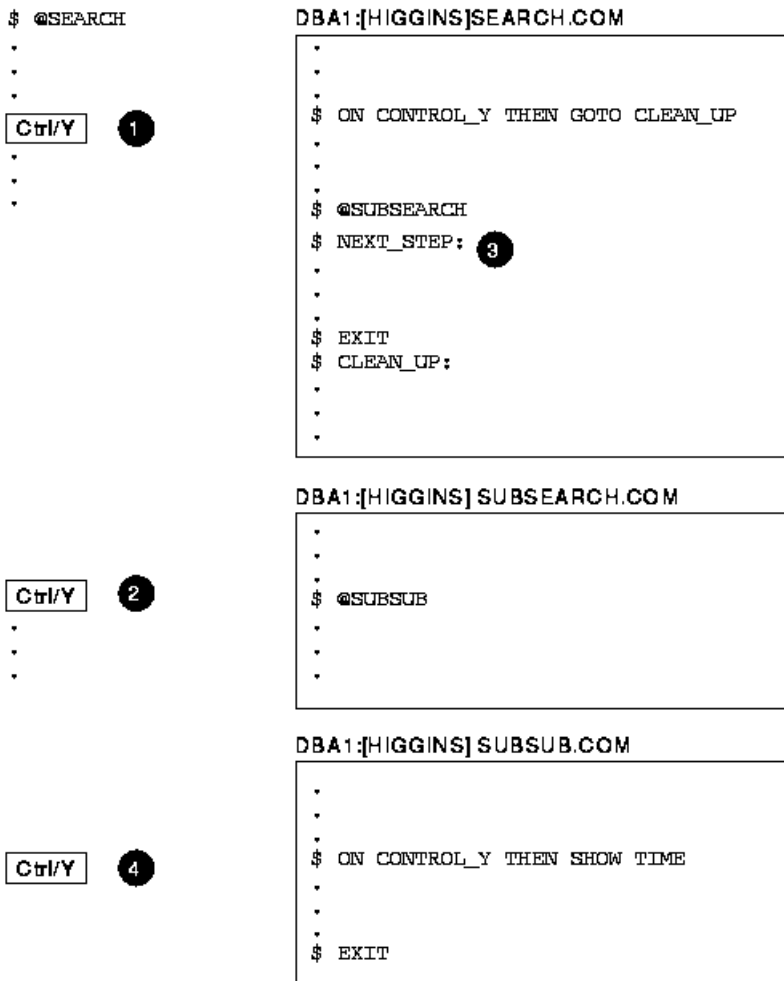 $ @SEARCH
DBA1:[HIGGINS]SEARCH.COM
Ctrl/Y 1
$ ON CONTROL_Y THEN GOTO CLEAN_UP
$ @SUBSEARCH
$ NEXT_STEP: 3
$ EXIT
$ CLEAN_UP:
DBA1:[HIGGINS] SUBSEARCH.COM
Ctrl/Y 2
$ @SUBSUB
DBA1:[HIGGINS] SUBSUB.COM
Ctrl/Y 4
$ ON CONTROL_Y THEN SHOW TIME
$ EXIT